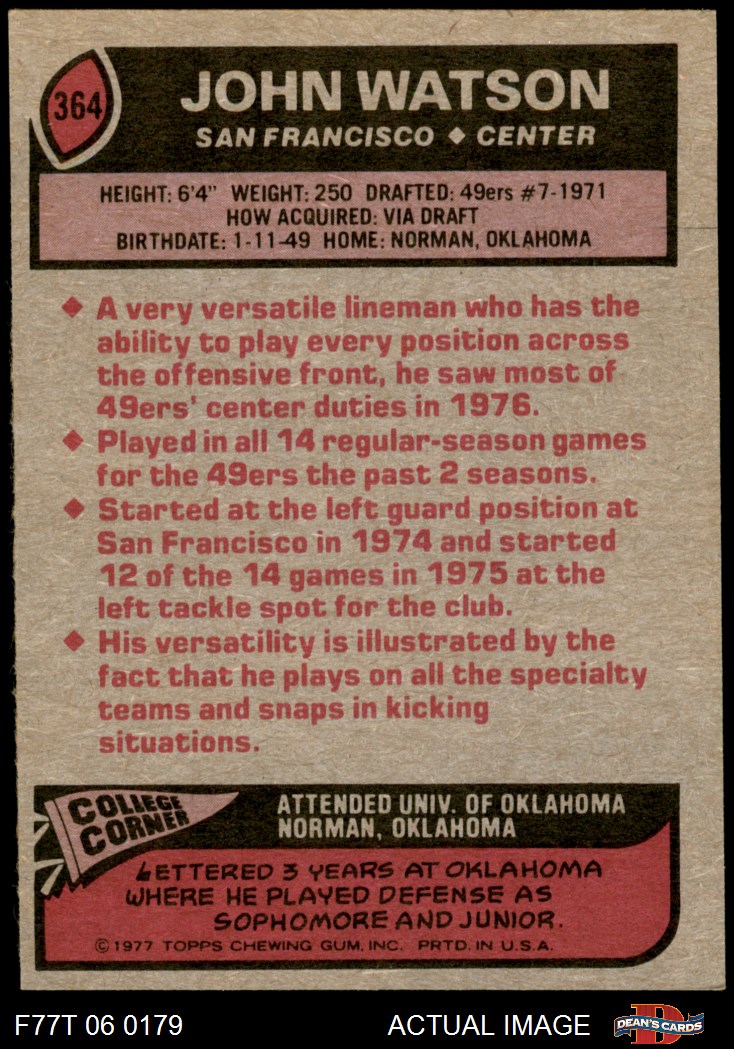 364
JOHN WATSON
SAN FRANCISCO ◆ CENTER
HEIGHT: 6'4" WEIGHT: 250 DRAFTED: 49ers #7-1971
HOW ACQUIRED: VIA DRAFT
BIRTHDATE: 1-11-49 HOME: NORMAN, OKLAHOMA
◆ A very versatile lineman who has the
ability to play every position across
the offensive front, he saw most of
49ers' center duties in 1976.
◆ Played in all 14 regular-season games
for the 49ers the past 2 seasons.
◆ Started at the left guard position at
San Francisco in 1974 and started
12 of the 14 games in 1975 at the
left tackle spot for the club.
◆ His versatility is illustrated by the
fact that he plays on all the specialty
teams and snaps in kicking
situations.
COLLEGE
CORNER
ATTENDED UNIV. OF OKLAHOMA
NORMAN, OKLAHOMA
LETTERED 3 YEARS AT OKLAHOMA
WHERE HE PLAYED DEFENSE AS
SOPHOMORE AND JUNIOR.
© 1977 TOPPS CHEWING GUM, INC. PRTD. IN U.S.A.
F77T 06 0179
ACTUAL IMAGE
D
DEAN'S CARDS